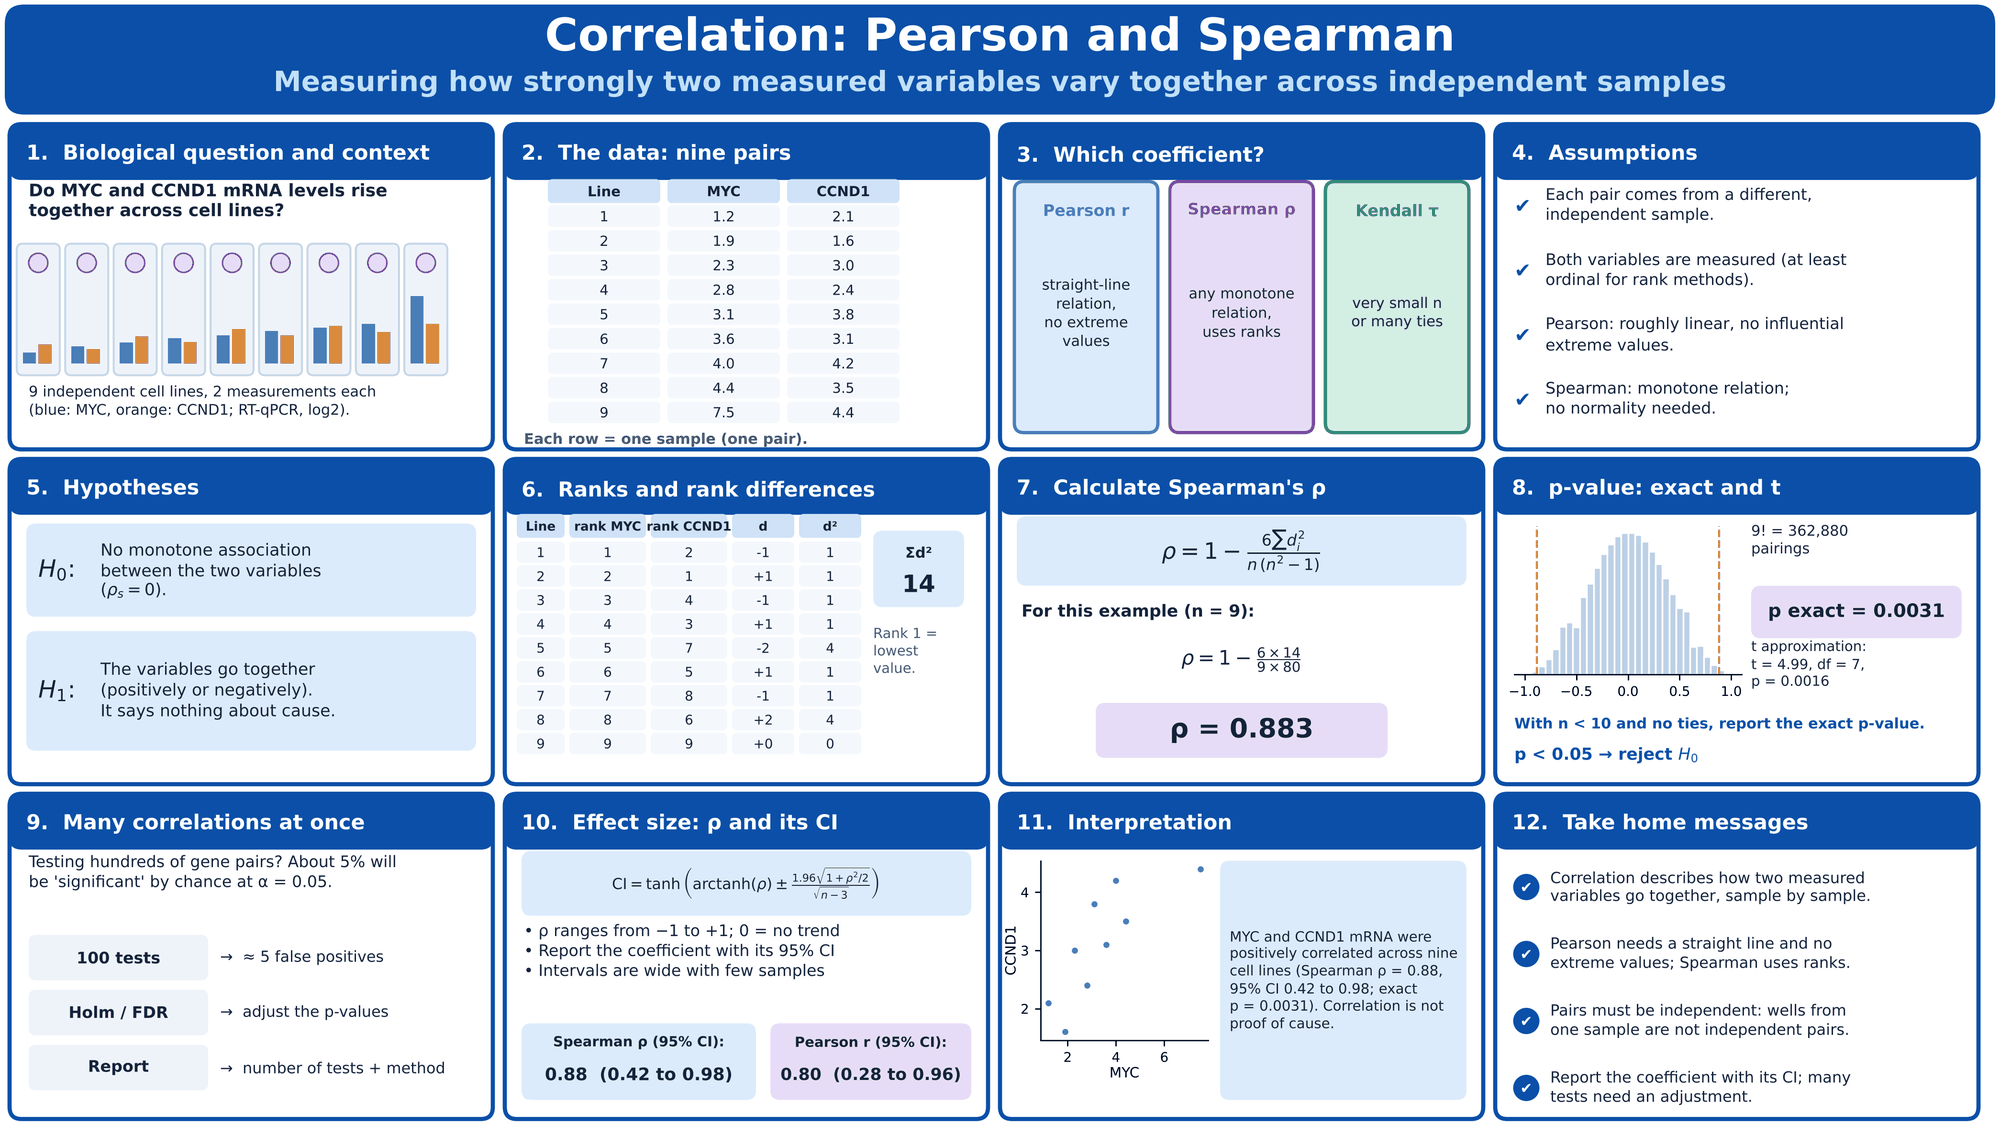 Correlation: Pearson and Spearman
Measuring how strongly two measured variables vary together across independent samples
1. Biological question and context
Do MYC and CCND1 mRNA levels rise
together across cell lines?
9 independent cell lines, 2 measurements each
(blue: MYC, orange: CCND1; RT-qPCR, log2).
2. The data: nine pairs
Line MYC CCND1
1 1.2 2.1
2 1.9 1.6
3 2.3 3.0
4 2.8 2.4
5 3.1 3.8
6 3.6 3.1
7 4.0 4.2
8 4.4 3.5
9 7.5 4.4
Each row = one sample (one pair).
3. Which coefficient?
Pearson r
straight-line
relation,
no extreme
values
Spearman ρ
any monotone
relation,
uses ranks
Kendall τ
very small n
or many ties
4. Assumptions
✔ Each pair comes from a different,
independent sample.
✔ Both variables are measured (at least
ordinal for rank methods).
✔ Pearson: roughly linear, no influential
extreme values.
✔ Spearman: monotone relation;
no normality needed.
5. Hypotheses
H₀: No monotone association
between the two variables
(ρₛ = 0).
H₁: The variables go together
(positively or negatively).
It says nothing about cause.
6. Ranks and rank differences
Line rank MYC rank CCND1 d d²
1 1 2 -1 1
2 2 1 +1 1
3 3 4 -1 1
4 4 3 +1 1
5 5 7 -2 4
6 6 5 +1 1
7 7 8 -1 1
8 8 6 +2 4
9 9 9 +0 0
Σd²
14
Rank 1 =
lowest
value.
7. Calculate Spearman's ρ
ρ = 1 − 6∑dᵢ² / n (n² − 1)
For this example (n = 9):
ρ = 1 − 6 × 14 / 9 × 80
ρ = 0.883
8. p-value: exact and t
−1.0 −0.5 0.0 0.5 1.0
9! = 362,880
pairings
p exact = 0.0031
t approximation:
t = 4.99, df = 7,
p = 0.0016
With n < 10 and no ties, report the exact p-value.
p < 0.05 → reject H₀
9. Many correlations at once
Testing hundreds of gene pairs? About 5% will
be 'significant' by chance at α = 0.05.
100 tests → ≈ 5 false positives
Holm / FDR → adjust the p-values
Report → number of tests + method
10. Effect size: ρ and its CI
CI = tanh (arctanh(ρ) ± 1.96√(1 + ρ²/2) / √(n − 3))
• ρ ranges from −1 to +1; 0 = no trend
• Report the coefficient with its 95% CI
• Intervals are wide with few samples
Spearman ρ (95% CI):
0.88 (0.42 to 0.98)
Pearson r (95% CI):
0.80 (0.28 to 0.96)
11. Interpretation
CCND1
4
3
2
2 4 6
MYC
MYC and CCND1 mRNA were
positively correlated across nine
cell lines (Spearman ρ = 0.88,
95% CI 0.42 to 0.98; exact
p = 0.0031). Correlation is not
proof of cause.
12. Take home messages
✔ Correlation describes how two measured
variables go together, sample by sample.
✔ Pearson needs a straight line and no
extreme values; Spearman uses ranks.
✔ Pairs must be independent: wells from
one sample are not independent pairs.
✔ Report the coefficient with its CI; many
tests need an adjustment.